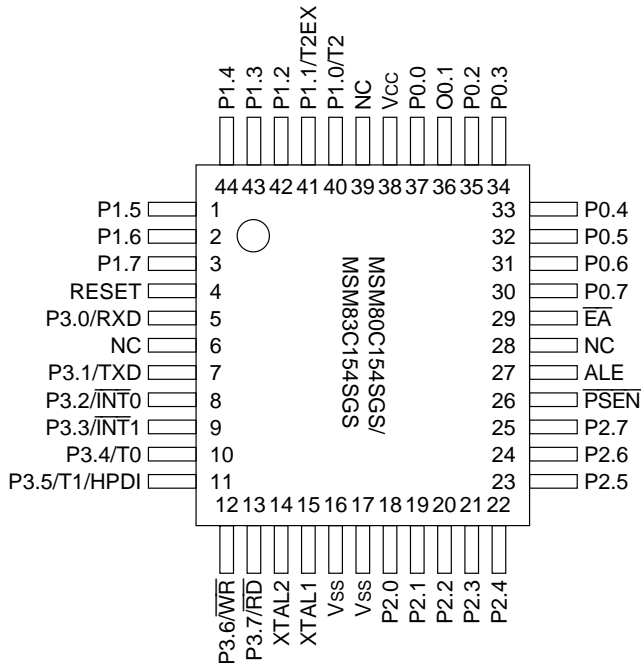 P1.4
P1.3
P1.2
P1.1/T2EX
P1.0/T2
NC
VCC
P0.0
O0.1
P0.2
P0.3
44 43 42 41 40 39 38 37 36 35 34
P1.5 1
P1.6 2
P1.7 3
RESET 4
P3.0/RXD 5
NC 6
P3.1/TXD 7
P3.2/INT0 8
P3.3/INT1 9
P3.4/T0 10
P3.5/T1/HPDI 11
MSM80C154SGS/
MSM83C154SGS
33 P0.4
32 P0.5
31 P0.6
30 P0.7
29 EA
28 NC
27 ALE
26 PSEN
25 P2.7
24 P2.6
23 P2.5
12 13 14 15 16 17 18 19 20 21 22
P3.6/WR
P3.7/RD
XTAL2
XTAL1
VSS
VSS
P2.0
P2.1
P2.2
P2.3
P2.4